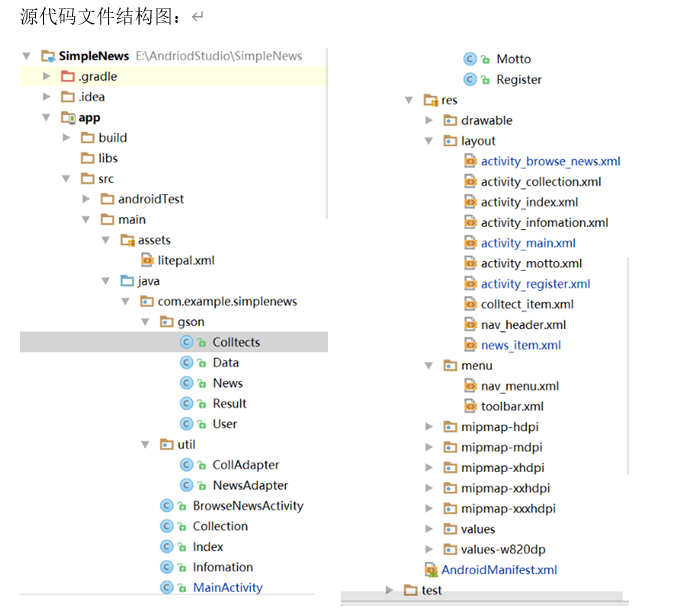 源代码文件结构图：
SimpleNews E:\AndriodStudio\SimpleNews
.gradle
.idea
app
build
libs
src
androidTest
main
assets
litepal.xml
java
com.example.simplenews
gson
Colltects
Data
News
Result
User
util
CollAdapter
NewsAdapter
BrowseNewsActivity
Collection
Index
Infomation
MainActivity
Motto
Register
res
drawable
layout
activity_browse_news.xml
activity_collection.xml
activity_index.xml
activity_infomation.xml
activity_main.xml
activity_motto.xml
activity_register.xml
colltect_item.xml
nav_header.xml
news_item.xml
menu
nav_menu.xml
toolbar.xml
mipmap-hdpi
mipmap-mdpi
mipmap-xhdpi
mipmap-xxhdpi
mipmap-xxxhdpi
values
values-w820dp
AndroidManifest.xml
test